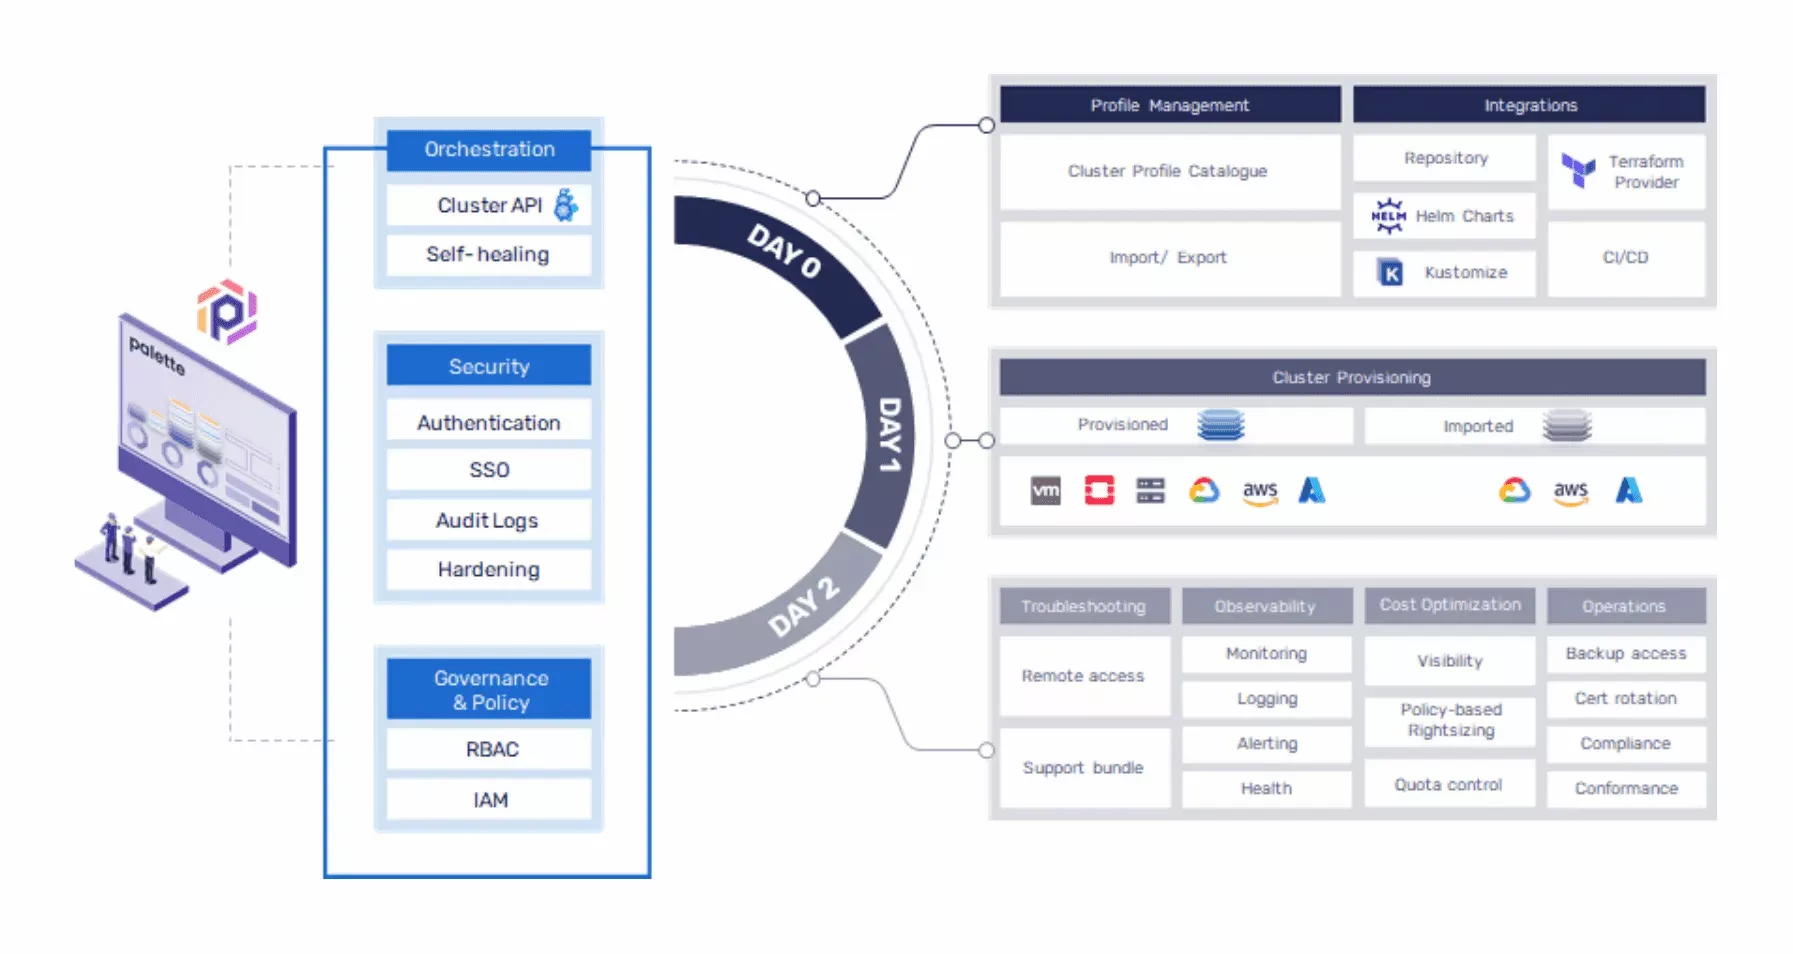 palette
Orchestration
Cluster API
Self-healing
Security
Authentication
SSO
Audit Logs
Hardening
Governance
& Policy
RBAC
IAM
DAY 0
DAY 1
DAY 2
Profile Management
Cluster Profile Catalogue
Import/ Export
Integrations
Repository
HELM Helm Charts
K Kustomize
Terraform
Provider
CI/CD
Cluster Provisioning
Provisioned
Imported
vm
aws
aws
Troubleshooting
Remote access
Support bundle
Observability
Monitoring
Logging
Alerting
Health
Cost Optimization
Visibility
Policy-based
Rightsizing
Quota control
Operations
Backup access
Cert rotation
Compliance
Conformance